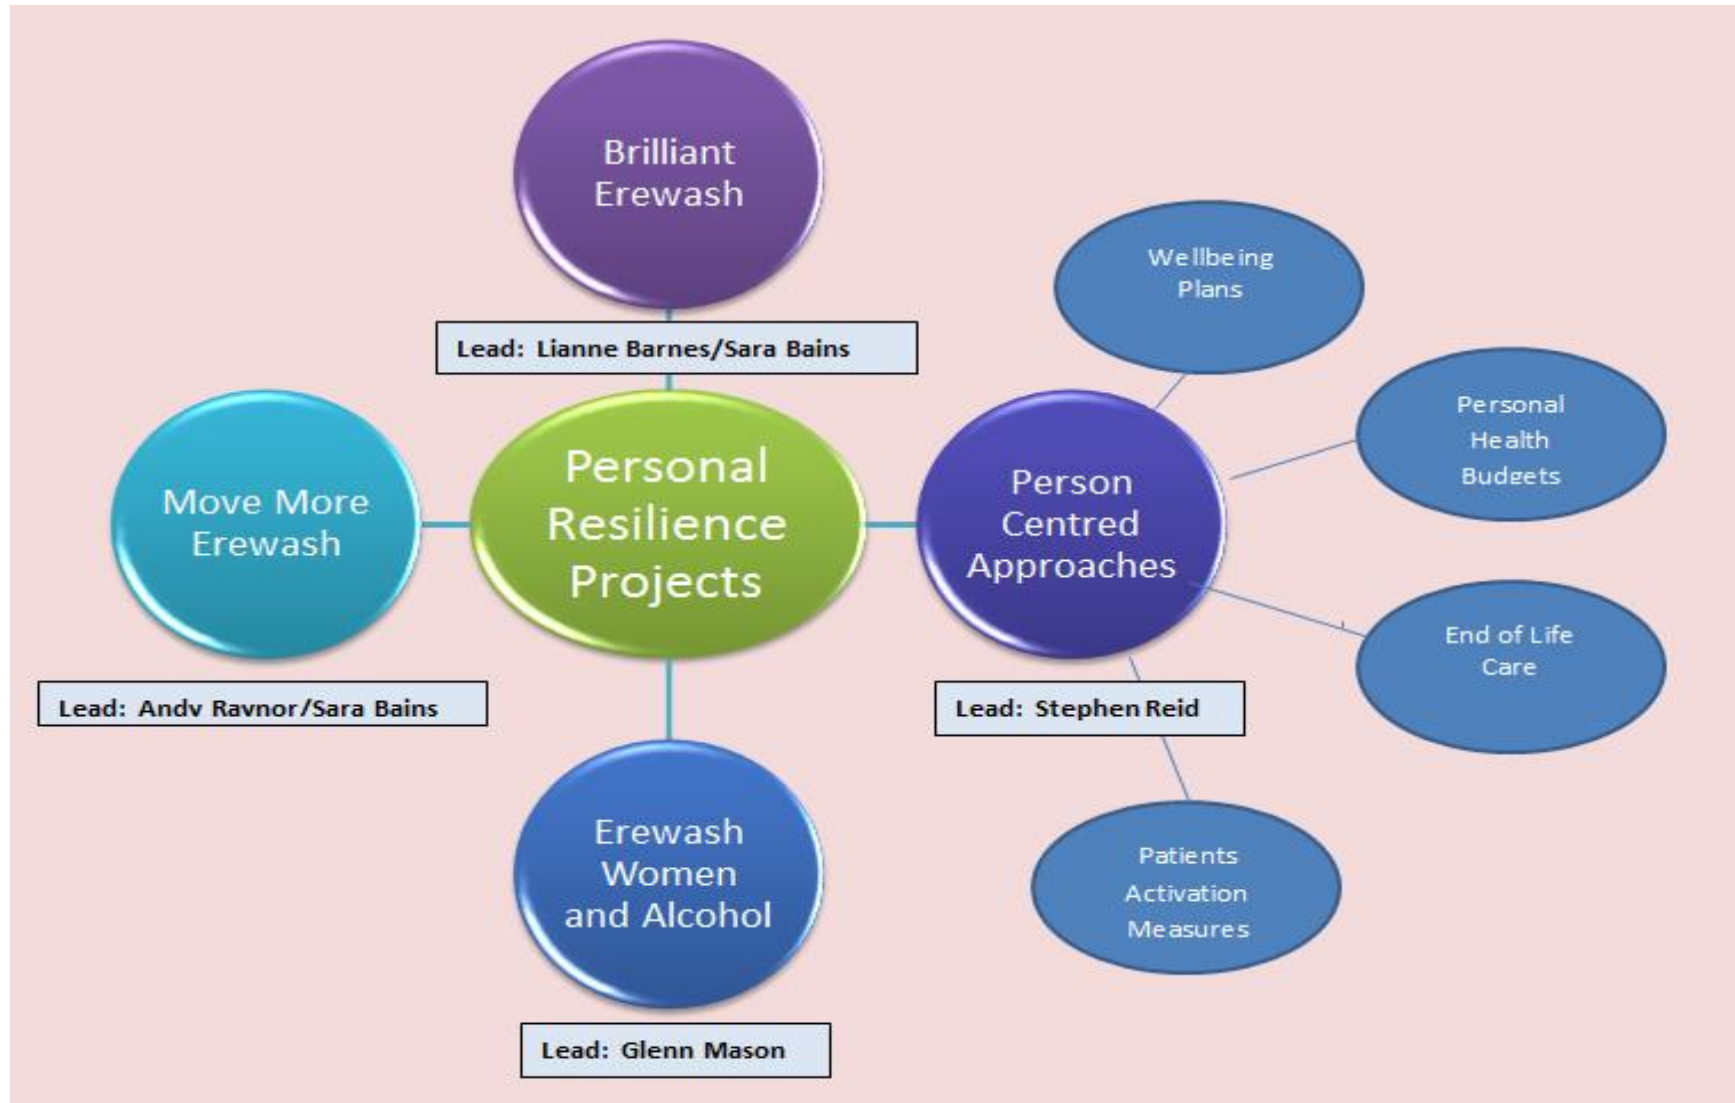 Brilliant
Erewash
Lead: Lianne Barnes/Sara Bains
Wellbeing
Plans
Personal
Health
Budgets
Move More
Erewash
Lead: Andy Raynor/Sara Bains
Personal
Resilience
Projects
Person
Centred
Approaches
Lead: Stephen Reid
End of Life
Care
Erewash
Women
and Alcohol
Lead: Glenn Mason
Patients
Activation
Measures